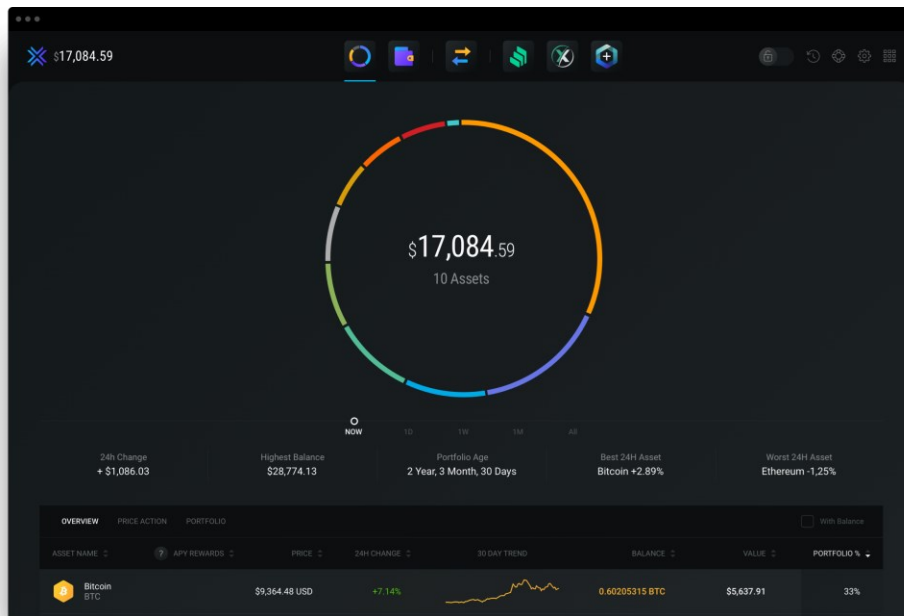 $17,084.59
$17,084.59
10 Assets
NOW 1D 1W 1M All
24h Change Highest Balance Portfolio Age Best 24H Asset Worst 24H Asset
+ $1,086.03 $28,774.13 2 Year, 3 Month, 30 Days Bitcoin +2.89% Ethereum -1,25%
OVERVIEW PRICE ACTION PORTFOLIO With Balance
ASSET NAME ? APY REWARDS PRICE 24H CHANGE 30 DAY TREND BALANCE VALUE PORTFOLIO %
Bitcoin
BTC
$9,364.48 USD +7.14% 0.60205315 BTC $5,637.91 33%